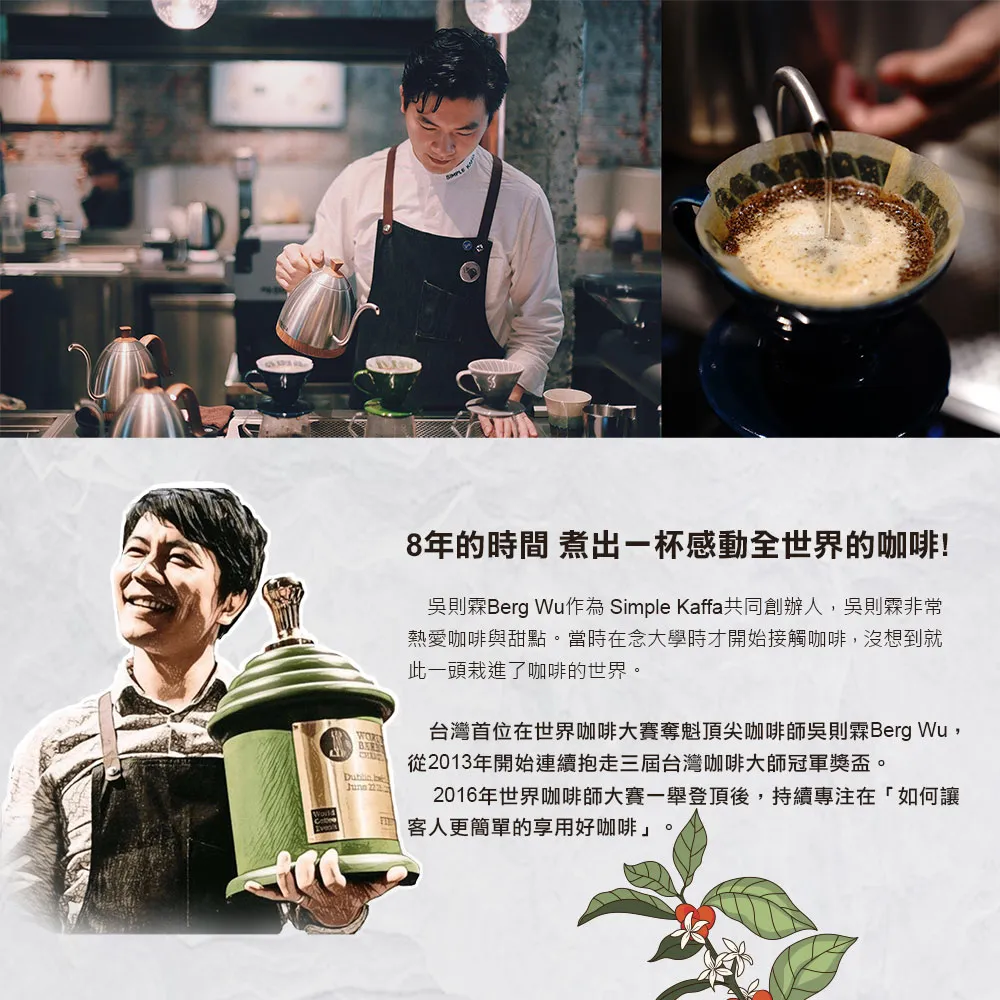 SIMPLE KAFFA
8年的時間 煮出一杯感動全世界的咖啡!
吳則霖Berg Wu作為 Simple Kaffa共同創辦人，吳則霖非常
熱愛咖啡與甜點。當時在念大學時才開始接觸咖啡，沒想到就
此一頭栽進了咖啡的世界。
台灣首位在世界咖啡大賽奪魁頂尖咖啡師吳則霖Berg Wu，
從2013年開始連續抱走三屆台灣咖啡大師冠軍獎盃。
2016年世界咖啡師大賽一舉登頂後，持續專注在「如何讓
客人更簡單的享用好咖啡」。
Dublin,
June 22
World
Coffee
Events